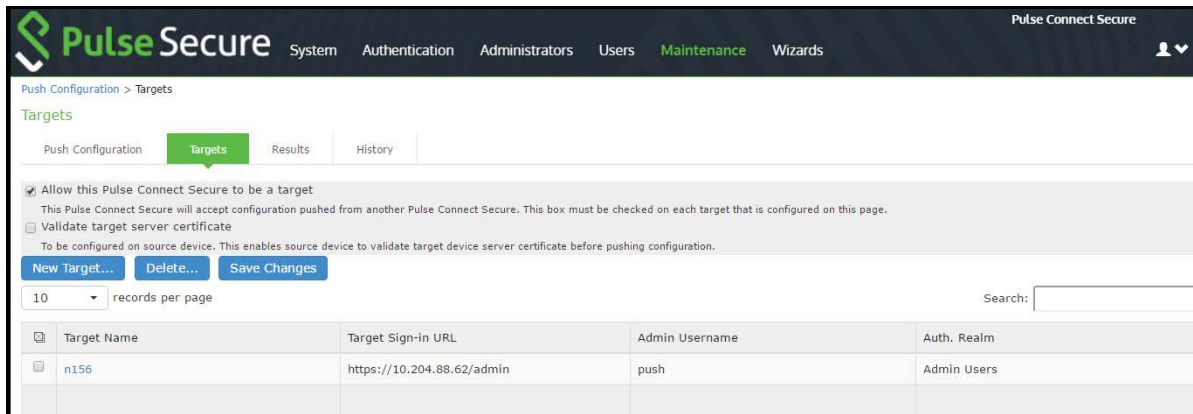 Pulse Connect Secure
Pulse Secure System Authentication Administrators Users Maintenance Wizards
Push Configuration > Targets
Targets
Push Configuration Targets Results History
Allow this Pulse Connect Secure to be a target
This Pulse Connect Secure will accept configuration pushed from another Pulse Connect Secure. This box must be checked on each target that is configured on this page.
Validate target server certificate
To be configured on source device. This enables source device to validate target device server certificate before pushing configuration.
New Target... Delete... Save Changes
10 records per page Search:
Target Name Target Sign-in URL Admin Username Auth. Realm
n156 https://10.204.88.62/admin push Admin Users